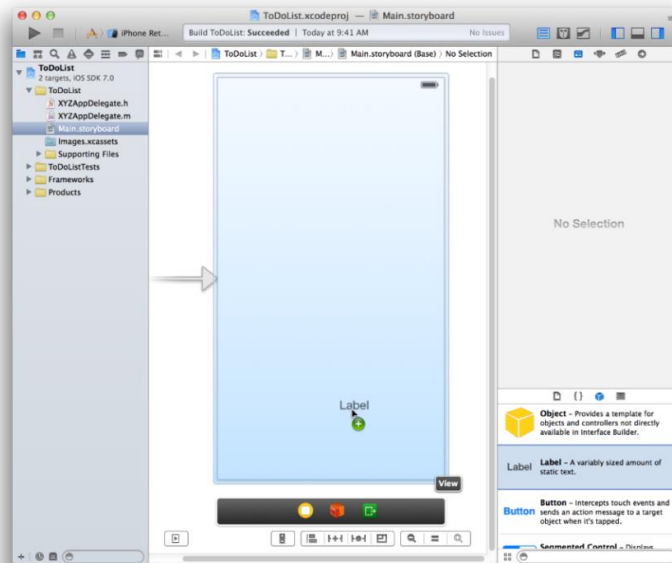 ToDoList.xcodeproj — Main.storyboard
iPhone Ret...
Build ToDoList: Succeeded | Today at 9:41 AM
No Issues
ToDoList
T...
M...
Main.storyboard (Base)
No Selection
ToDoList
2 targets, iOS SDK 7.0
ToDoList
XYZAppDelegate.h
XYZAppDelegate.m
Main.storyboard
Images.xcassets
Supporting Files
ToDoListTests
Frameworks
Products
No Selection
Label
View
Object – Provides a template for
objects and controllers not directly
available in Interface Builder.
Label
Label – A variably sized amount of
static text.
Button
Button – Intercepts touch events and
sends an action message to a target
object when it's tapped.
Segmented Control – Displays